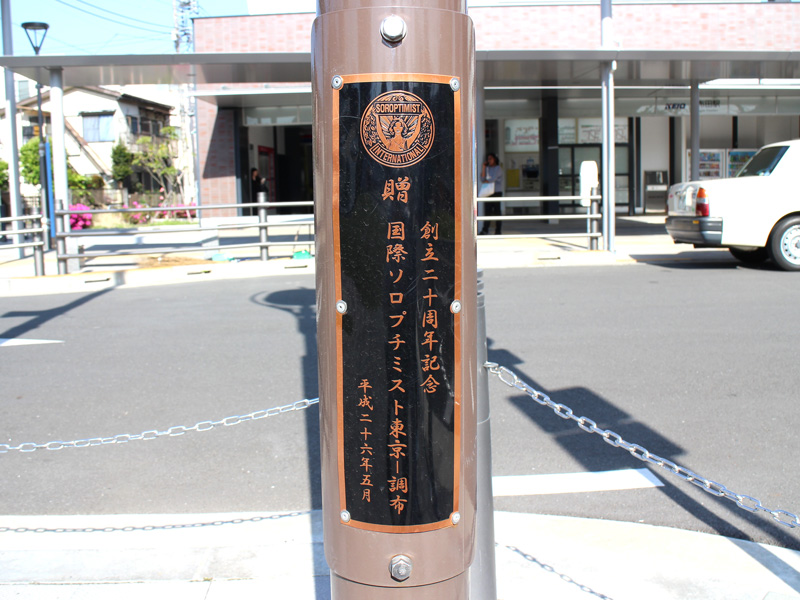 SOROPTIMIST
INTERNATIONAL
贈
創立二十周年記念
国際ソロプチミスト東京ー調布
平成二十六年五月